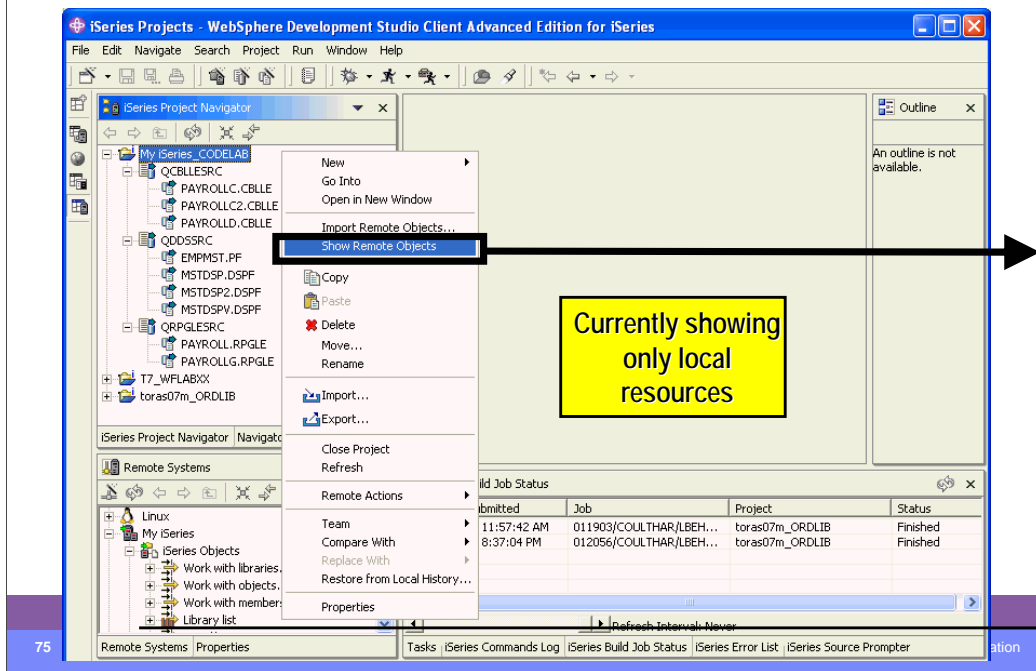 iSeries Projects - WebSphere Development Studio Client Advanced Edition for iSeries
File Edit Navigate Search Project Run Window Help
iSeries Project Navigator
My iSeries_CODELAB
QCBLLESRC
PAYROLLC.CBLLE
PAYROLLC2.CBLLE
PAYROLLD.CBLLE
QDDSSRC
EMPMST.PF
MSTDSP.DSPF
MSTDSP2.DSPF
MSTDSPV.DSPF
QRPGLESRC
PAYROLL.RPGLE
PAYROLLG.RPGLE
T7_WFLABXX
toras07m_ORDLIB
iSeries Project Navigator Navigato
New
Go Into
Open in New Window
Import Remote Objects...
Show Remote Objects
Copy
Paste
Delete
Move...
Rename
Import...
Export...
Close Project
Refresh
Remote Actions
Team
Compare With
Replace With
Restore from Local History...
Properties
Currently showing
only local
resources
Outline
An outline is not
available.
Remote Systems
Linux
My iSeries
iSeries Objects
Work with libraries.
Work with objects.
Work with members
Library list
Remote Systems Properties
ild Job Status
bmitted Job Project Status
11:57:42 AM 011903/COULTHAR/LBEH... toras07m_ORDLIB Finished
8:37:04 PM 012056/COULTHAR/LBEH... toras07m_ORDLIB Finished
Refresh Interval: Never
Tasks iSeries Commands Log iSeries Build Job Status iSeries Error List iSeries Source Prompter
75
ation